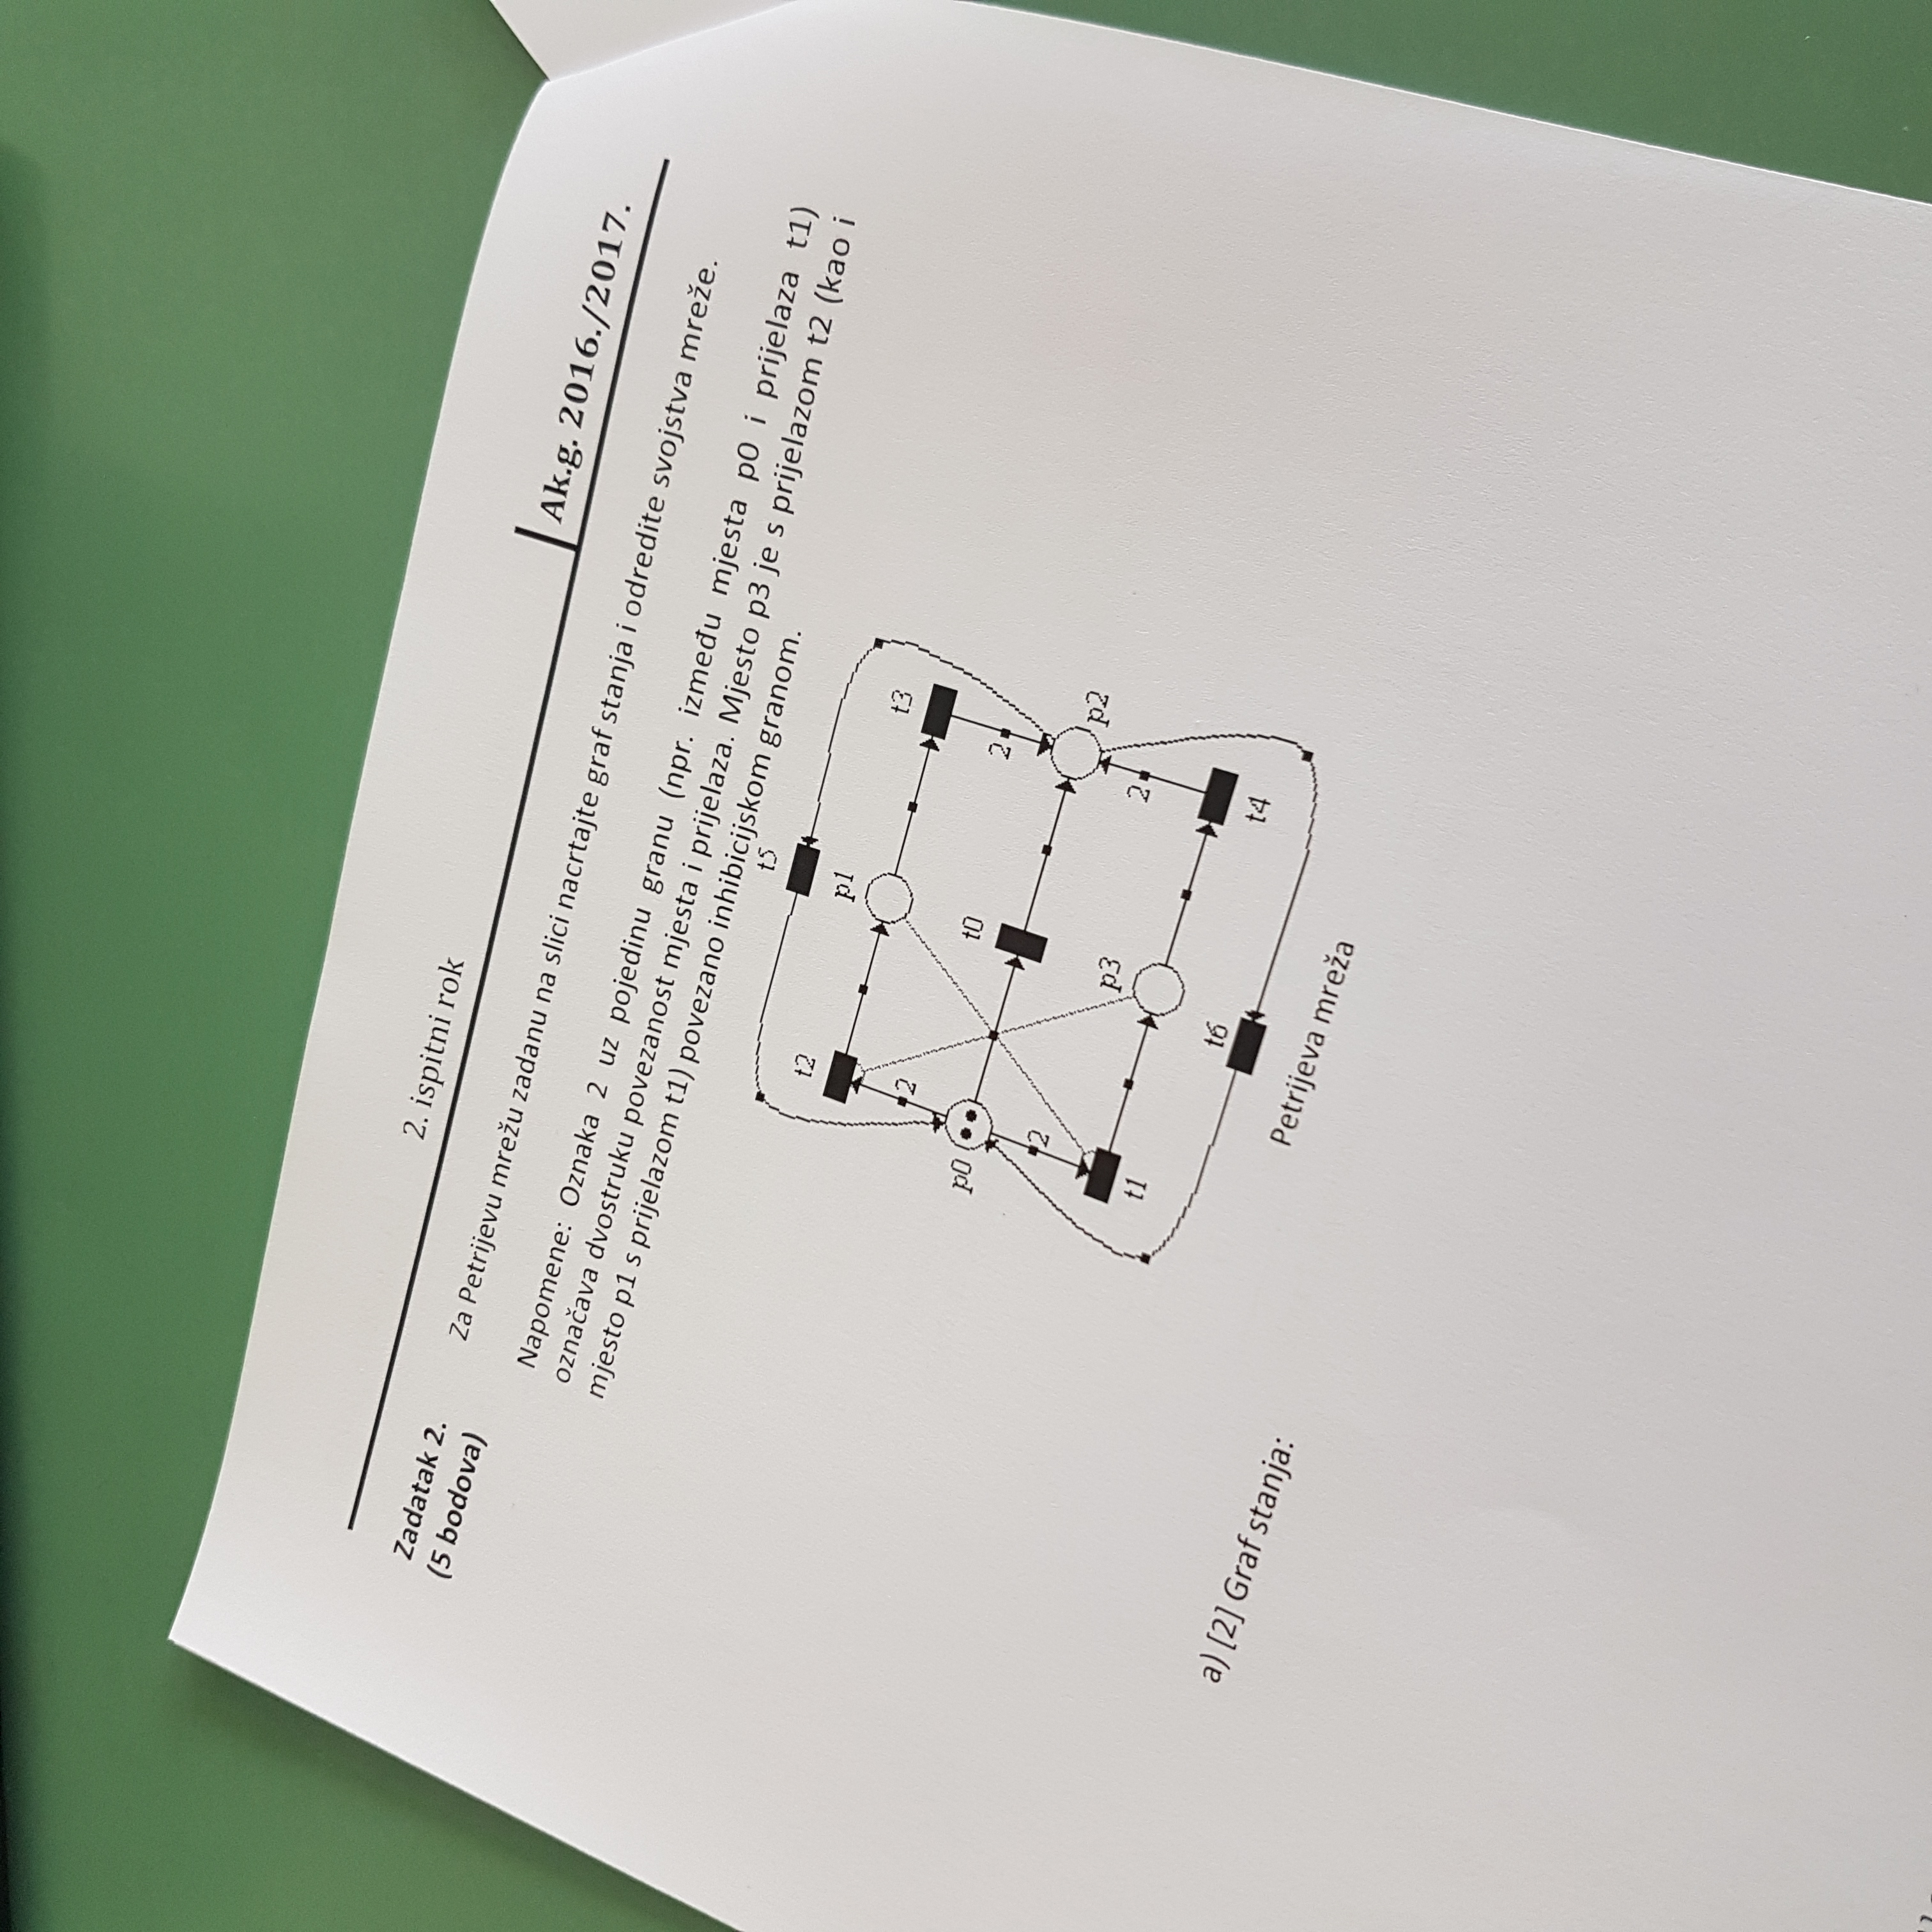 2. ispitni rok
Ak.g. 2016./2017.
Zadatak 2.
(5 bodova)
Za Petrijevu mrežu zadanu na slici nacrtajte graf stanja i odredite svojstva mreže.
Napomene: Oznaka 2 uz pojedinu granu (npr. između mjesta p0 i prijelaza t1)
označava dvostruku povezanost mjesta i prijelaza. Mjesto p3 je s prijelazom t2 (kao i
mjesto p1 s prijelazom t1) povezano inhibicijskom granom.
t5
t2
p1
t3
2
p0
t0
2
2
p2
p3
2
t1
t6
t4
Petrijeva mreža
a) [2] Graf stanja: